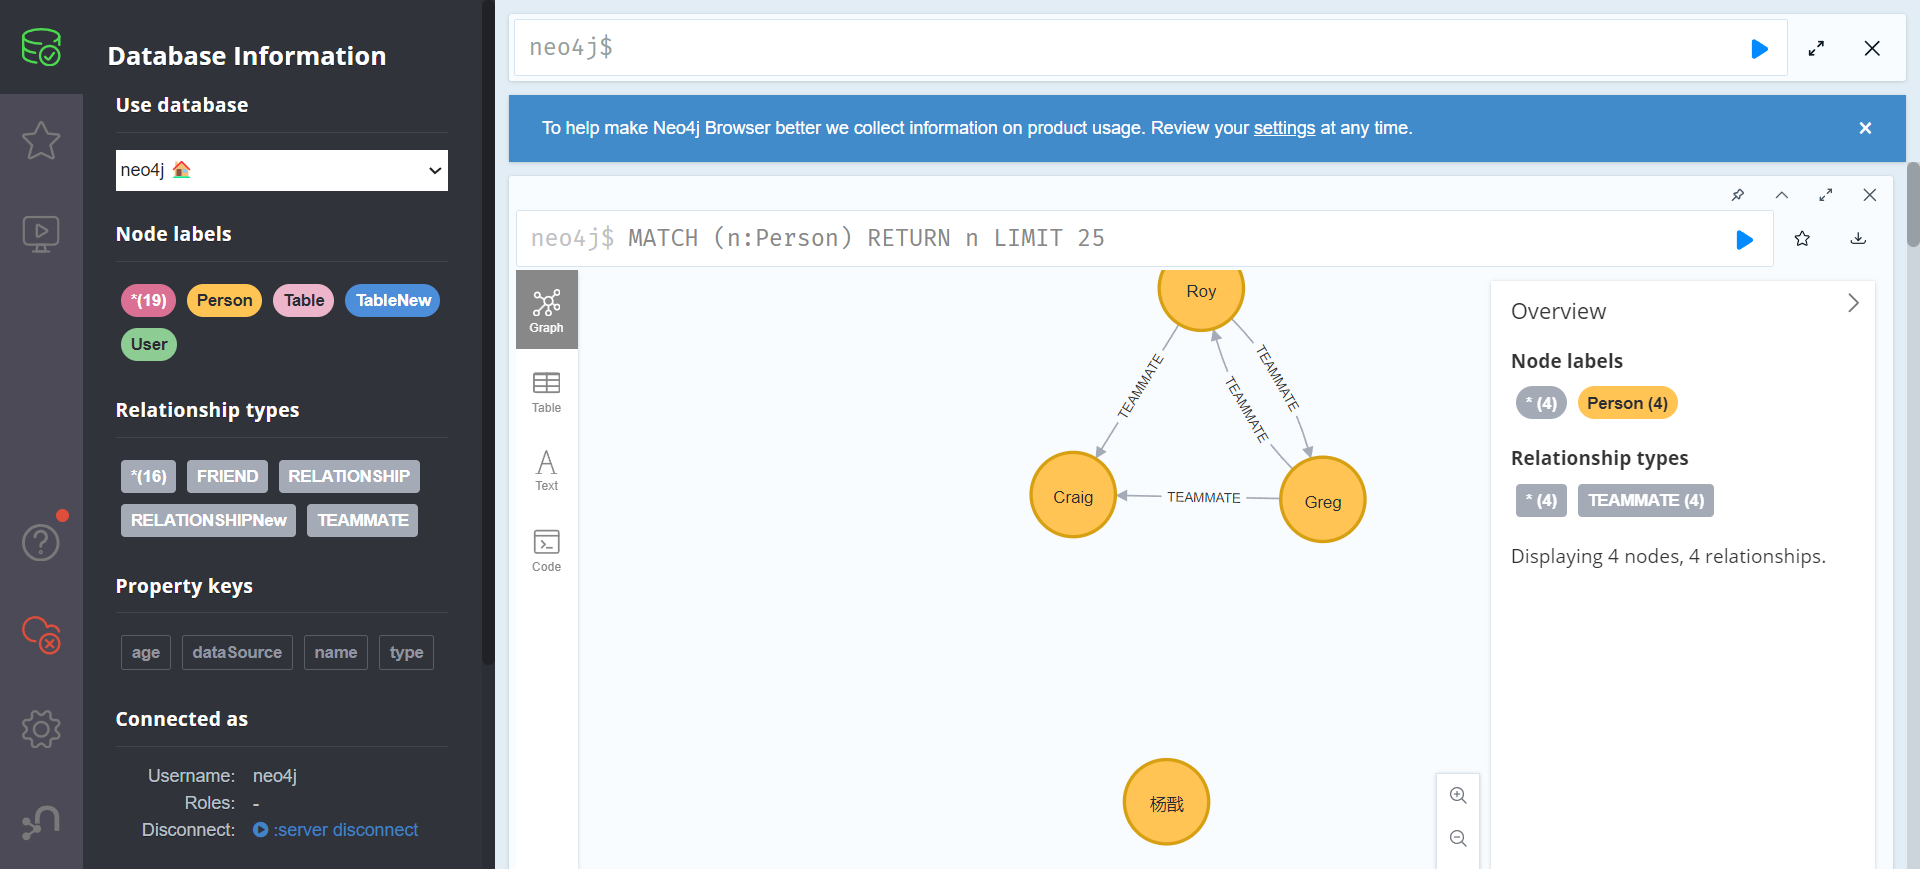 Database Information
Use database
neo4j
Node labels
*(19) Person Table TableNew
User
Relationship types
*(16) FRIEND RELATIONSHIP
RELATIONSHIPNew TEAMMATE
Property keys
age dataSource name type
Connected as
Username: neo4j
Roles: -
Disconnect: :server disconnect
neo4j$
To help make Neo4j Browser better we collect information on product usage. Review your settings at any time.
neo4j$ MATCH (n:Person) RETURN n LIMIT 25
Graph
Table
Text
Code
Roy
TEAMMATE
TEAMMATE
TEAMMATE
Craig
TEAMMATE
Greg
杨戬
Overview
Node labels
* (4) Person (4)
Relationship types
* (4) TEAMMATE (4)
Displaying 4 nodes, 4 relationships.